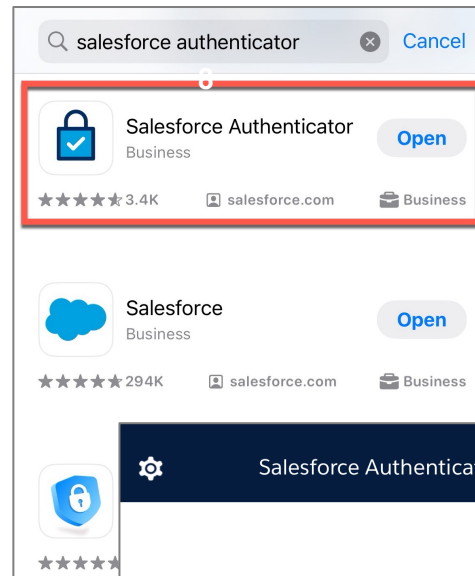 salesforce authenticator
Cancel
8
Salesforce Authenticator
Business
Open
3.4K
salesforce.com
Business
Salesforce
Business
Open
294K
salesforce.com
Business
Salesforce Authentica